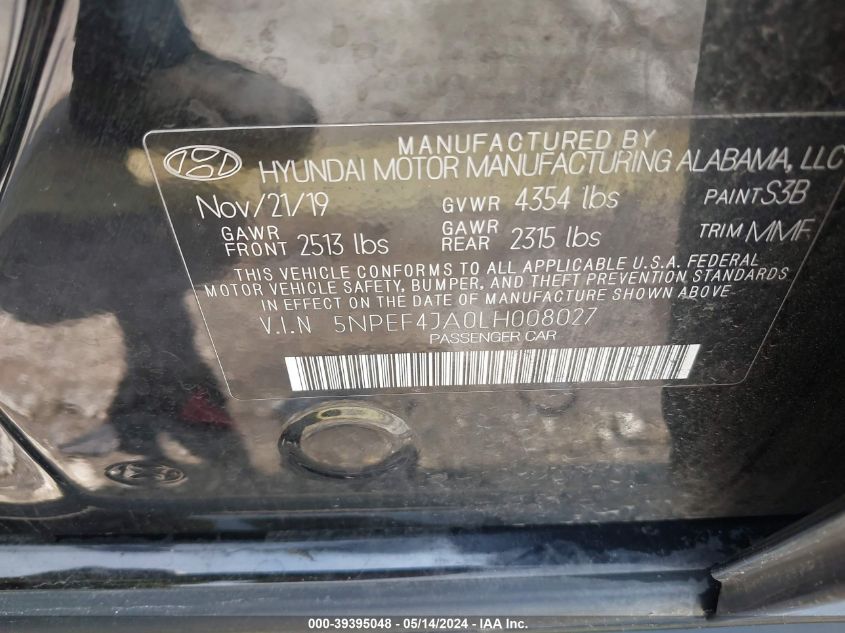 MANUFACTURED BY
HYUNDAI MOTOR MANUFACTURING ALABAMA, LLC
Nov/21/19 GVWR 4354 lbs PAINT S3B
GAWR FRONT 2513 lbs GAWR REAR 2315 lbs TRIM MMF
THIS VEHICLE CONFORMS TO ALL APPLICABLE U.S.A. FEDERAL
MOTOR VEHICLE SAFETY, BUMPER, AND THEFT PREVENTION STANDARDS
IN EFFECT ON THE DATE OF MANUFACTURE SHOWN ABOVE
V.I.N 5NPEF4JA0LH008027
PASSENGER CAR
000-39395048 - 05/14/2024 - IAA Inc.